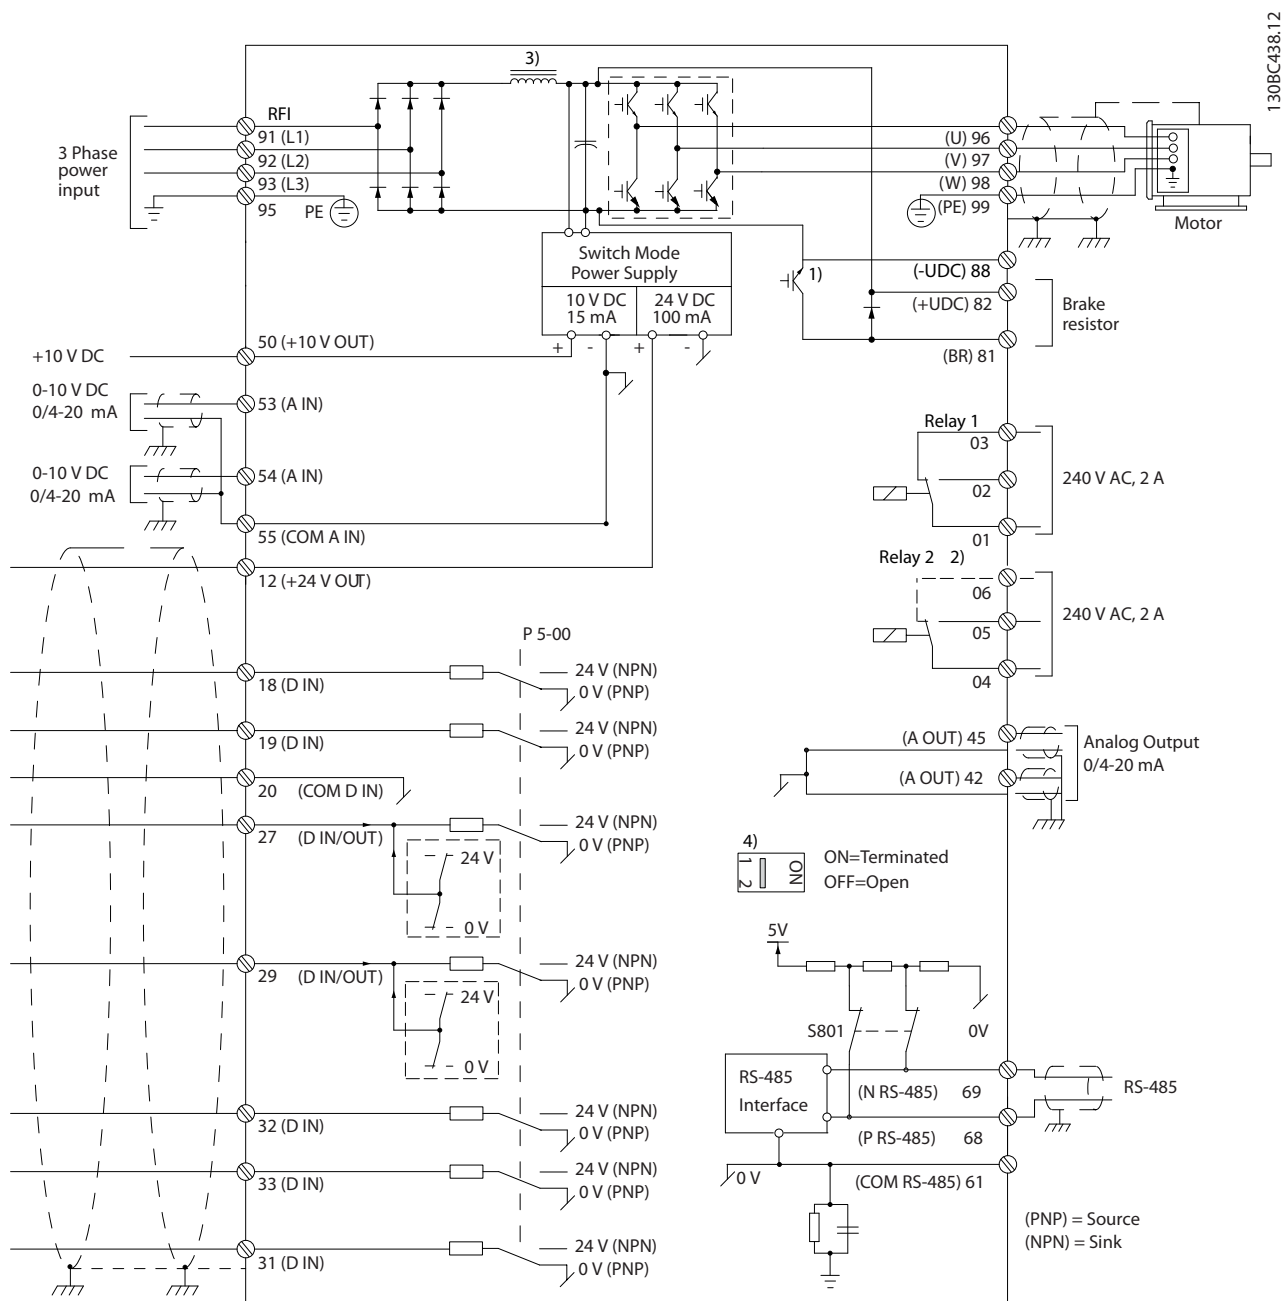 130BC438.12
3)
3 Phase
power
input
RFI
91 (L1)
92 (L2)
93 (L3)
95
PE
(U) 96
(V) 97
(W) 98
(PE) 99
Motor
Switch Mode
Power Supply
10 V DC
15 mA
24 V DC
100 mA
+ - + -
1)
(-UDC) 88
(+UDC) 82
(BR) 81
Brake
resistor
+10 V DC
50 (+10 V OUT)
0-10 V DC
0/4-20 mA
53 (A IN)
0-10 V DC
0/4-20 mA
54 (A IN)
55 (COM A IN)
12 (+24 V OUT)
Relay 1
03
02
01
240 V AC, 2 A
Relay 2 2)
06
05
04
240 V AC, 2 A
P 5-00
18 (D IN)
24 V (NPN)
0 V (PNP)
19 (D IN)
24 V (NPN)
0 V (PNP)
20 (COM D IN)
27 (D IN/OUT)
24 V (NPN)
0 V (PNP)
24 V
0 V
29 (D IN/OUT)
24 V (NPN)
0 V (PNP)
24 V
0 V
32 (D IN)
24 V (NPN)
0 V (PNP)
33 (D IN)
24 V (NPN)
0 V (PNP)
31 (D IN)
24 V (NPN)
0 V (PNP)
(A OUT) 45
(A OUT) 42
Analog Output
0/4-20 mA
4)
1 2 ON
ON=Terminated
OFF=Open
5V
S801
0V
RS-485
Interface
(N RS-485) 69
(P RS-485) 68
RS-485
0 V
(COM RS-485) 61
(PNP) = Source
(NPN) = Sink